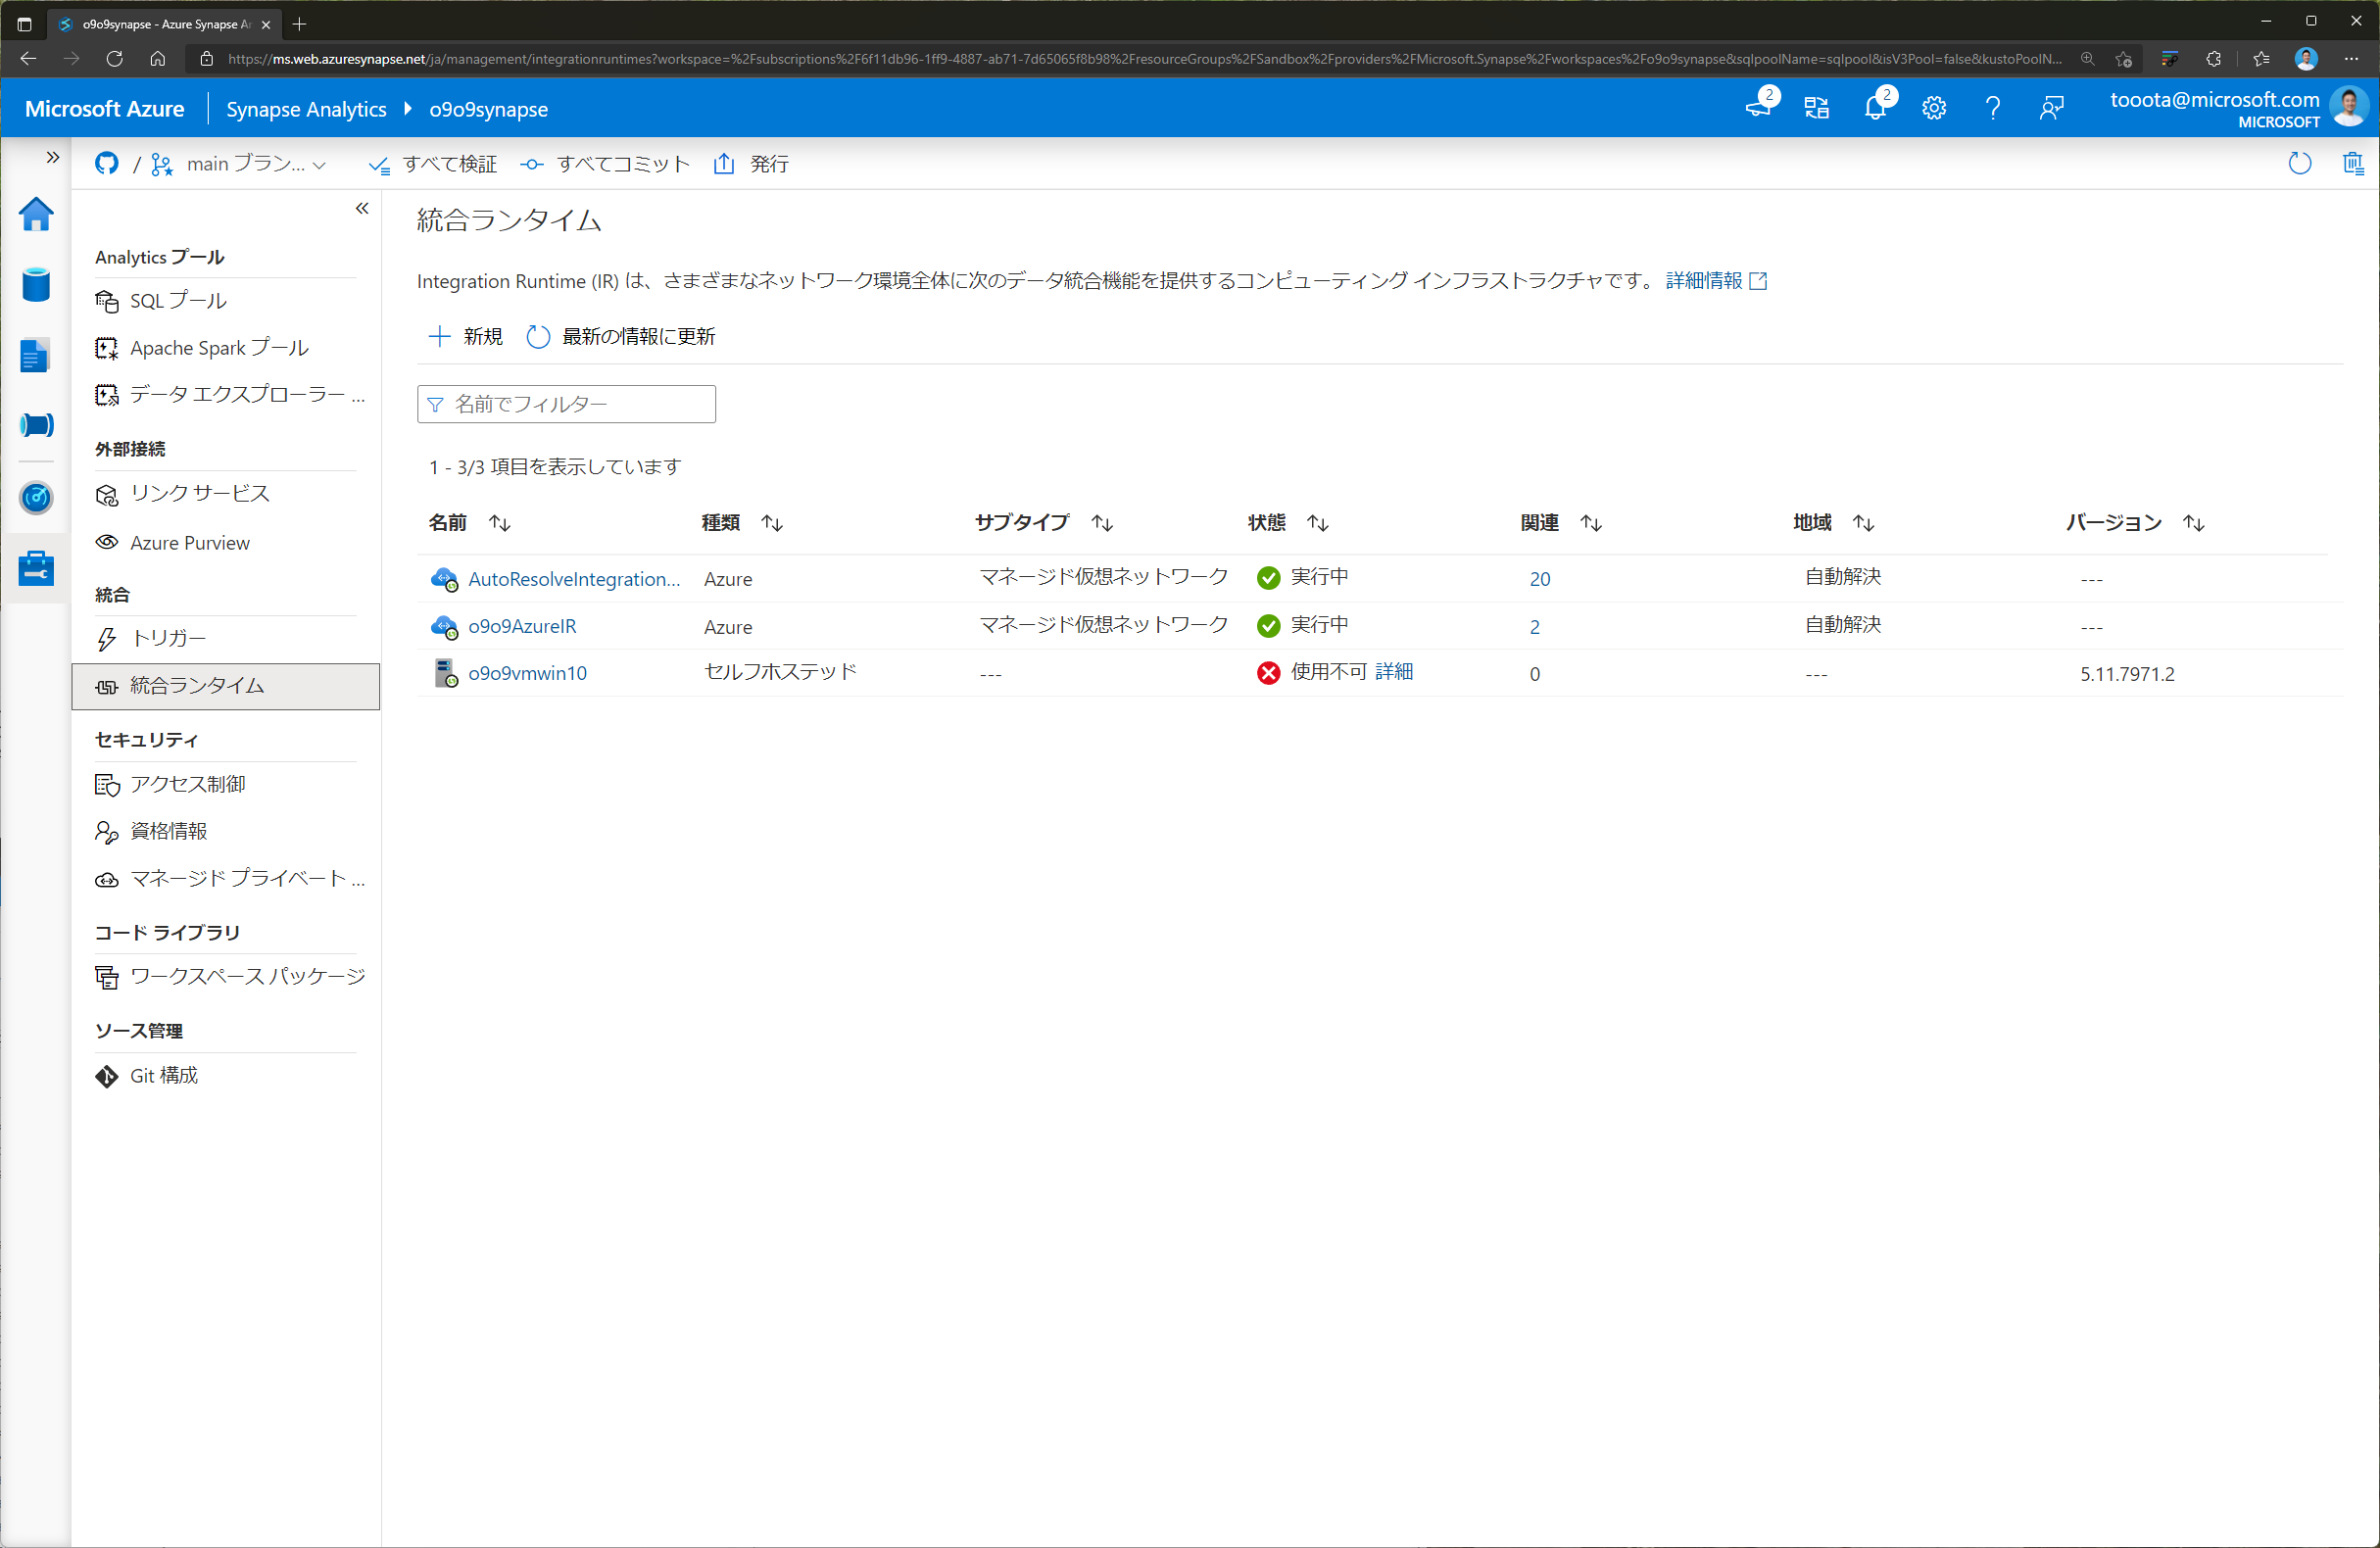 o9o9synapse - Azure Synapse A
https://ms.web.azuresynapse.net/ja/management/integrationruntimes?workspace=%2Fsubscriptions%2F6f11db96-1ff9-4887-ab71-7d65065f8b98%2FresourceGroups%2FSandbox%2Fproviders%2FMicrosoft.Synapse%2Fworkspaces%2Fo9o9synapse&sqlpoolName=sqlpool&isV3Pool=false&kustoPoolN...
Microsoft Azure Synapse Analytics o9o9synapse 2 2 tooota@microsoft.com
MICROSOFT
/ main ブラン... すべて検証 すべてコミット 発行
Analytics プール
SQL プール
Apache Spark プール
データ エクスプローラー ...
外部接続
リンク サービス
Azure Purview
統合
トリガー
統合ランタイム
セキュリティ
アクセス制御
資格情報
マネージド プライベート ...
コード ライブラリ
ワークスペース パッケージ
ソース管理
Git 構成
統合ランタイム
Integration Runtime (IR) は、さまざまなネットワーク環境全体に次のデータ統合機能を提供するコンピューティング インフラストラクチャです。 詳細情報
新規 最新の情報に更新
名前でフィルター
1 - 3/3 項目を表示しています
名前 種類 サブタイプ 状態 関連 地域 バージョン
AutoResolveIntegration... Azure マネージド仮想ネットワーク 実行中 20 自動解決 ---
o9o9AzureIR Azure マネージド仮想ネットワーク 実行中 2 自動解決 ---
o9o9vmwin10 セルフホステッド --- 使用不可 詳細 0 --- 5.11.7971.2